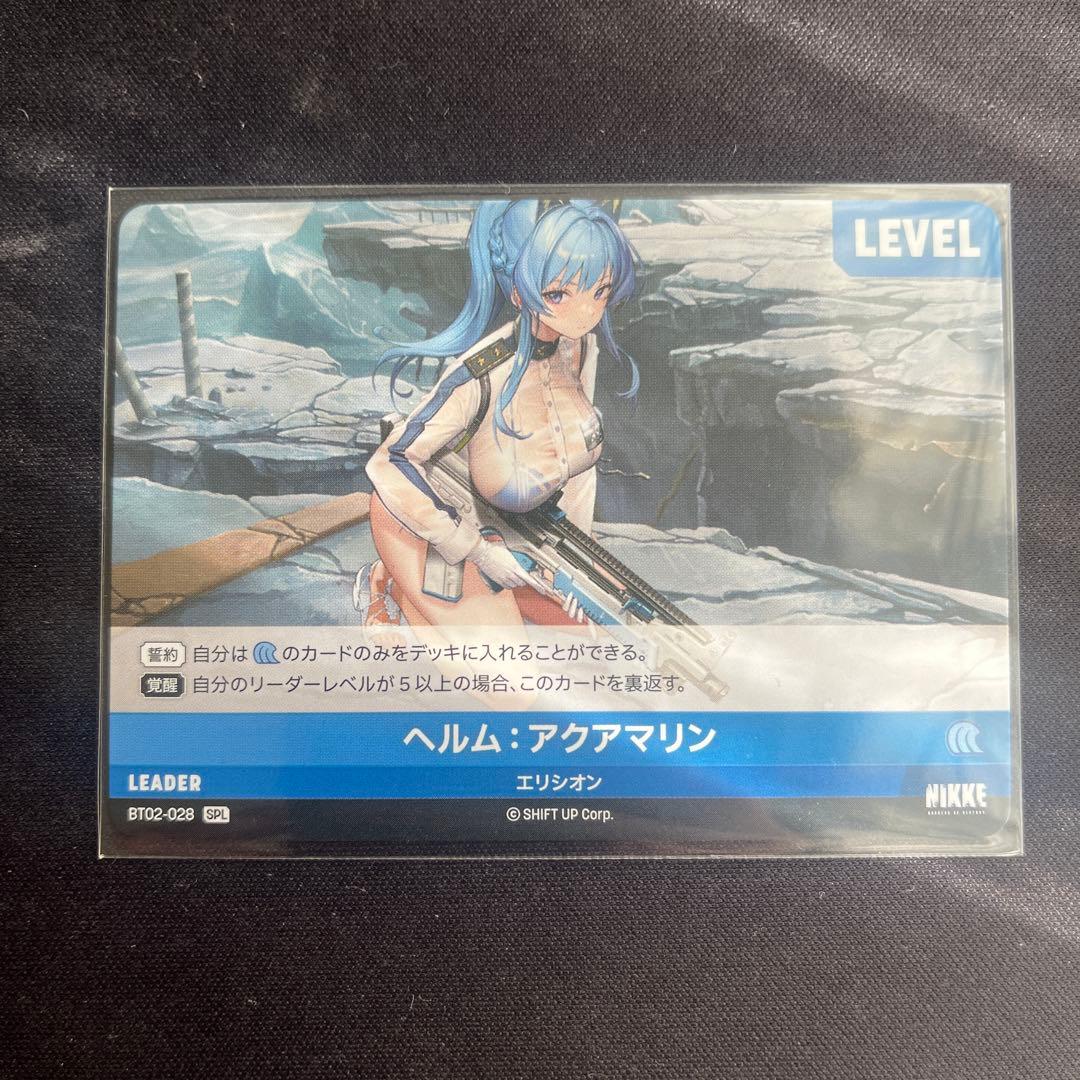 LEVEL
誓約 自分は のカードのみをデッキに入れることができる。
覚醒 自分のリーダーレベルが5以上の場合、このカードを裏返す。
ヘルム：アクアマリン
LEADER エリシオン
BT02-028 SPL © SHIFT UP Corp. NIKKE